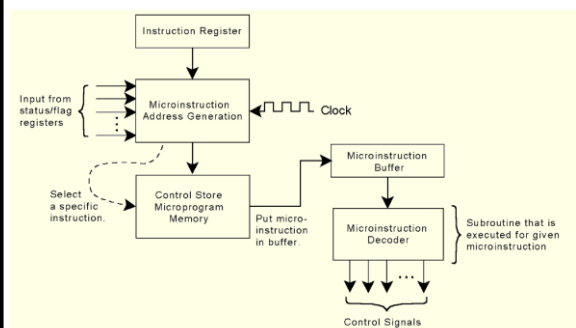 Instruction Register
Input from
status/flag
registers
Microinstruction
Address Generation
Clock
Select
a specific
instruction.
Control Store
Microprogram
Memory
Put micro-
instruction
in buffer.
Microinstruction
Buffer
Microinstruction
Decoder
Subroutine that is
executed for given
microinstruction
Control Signals